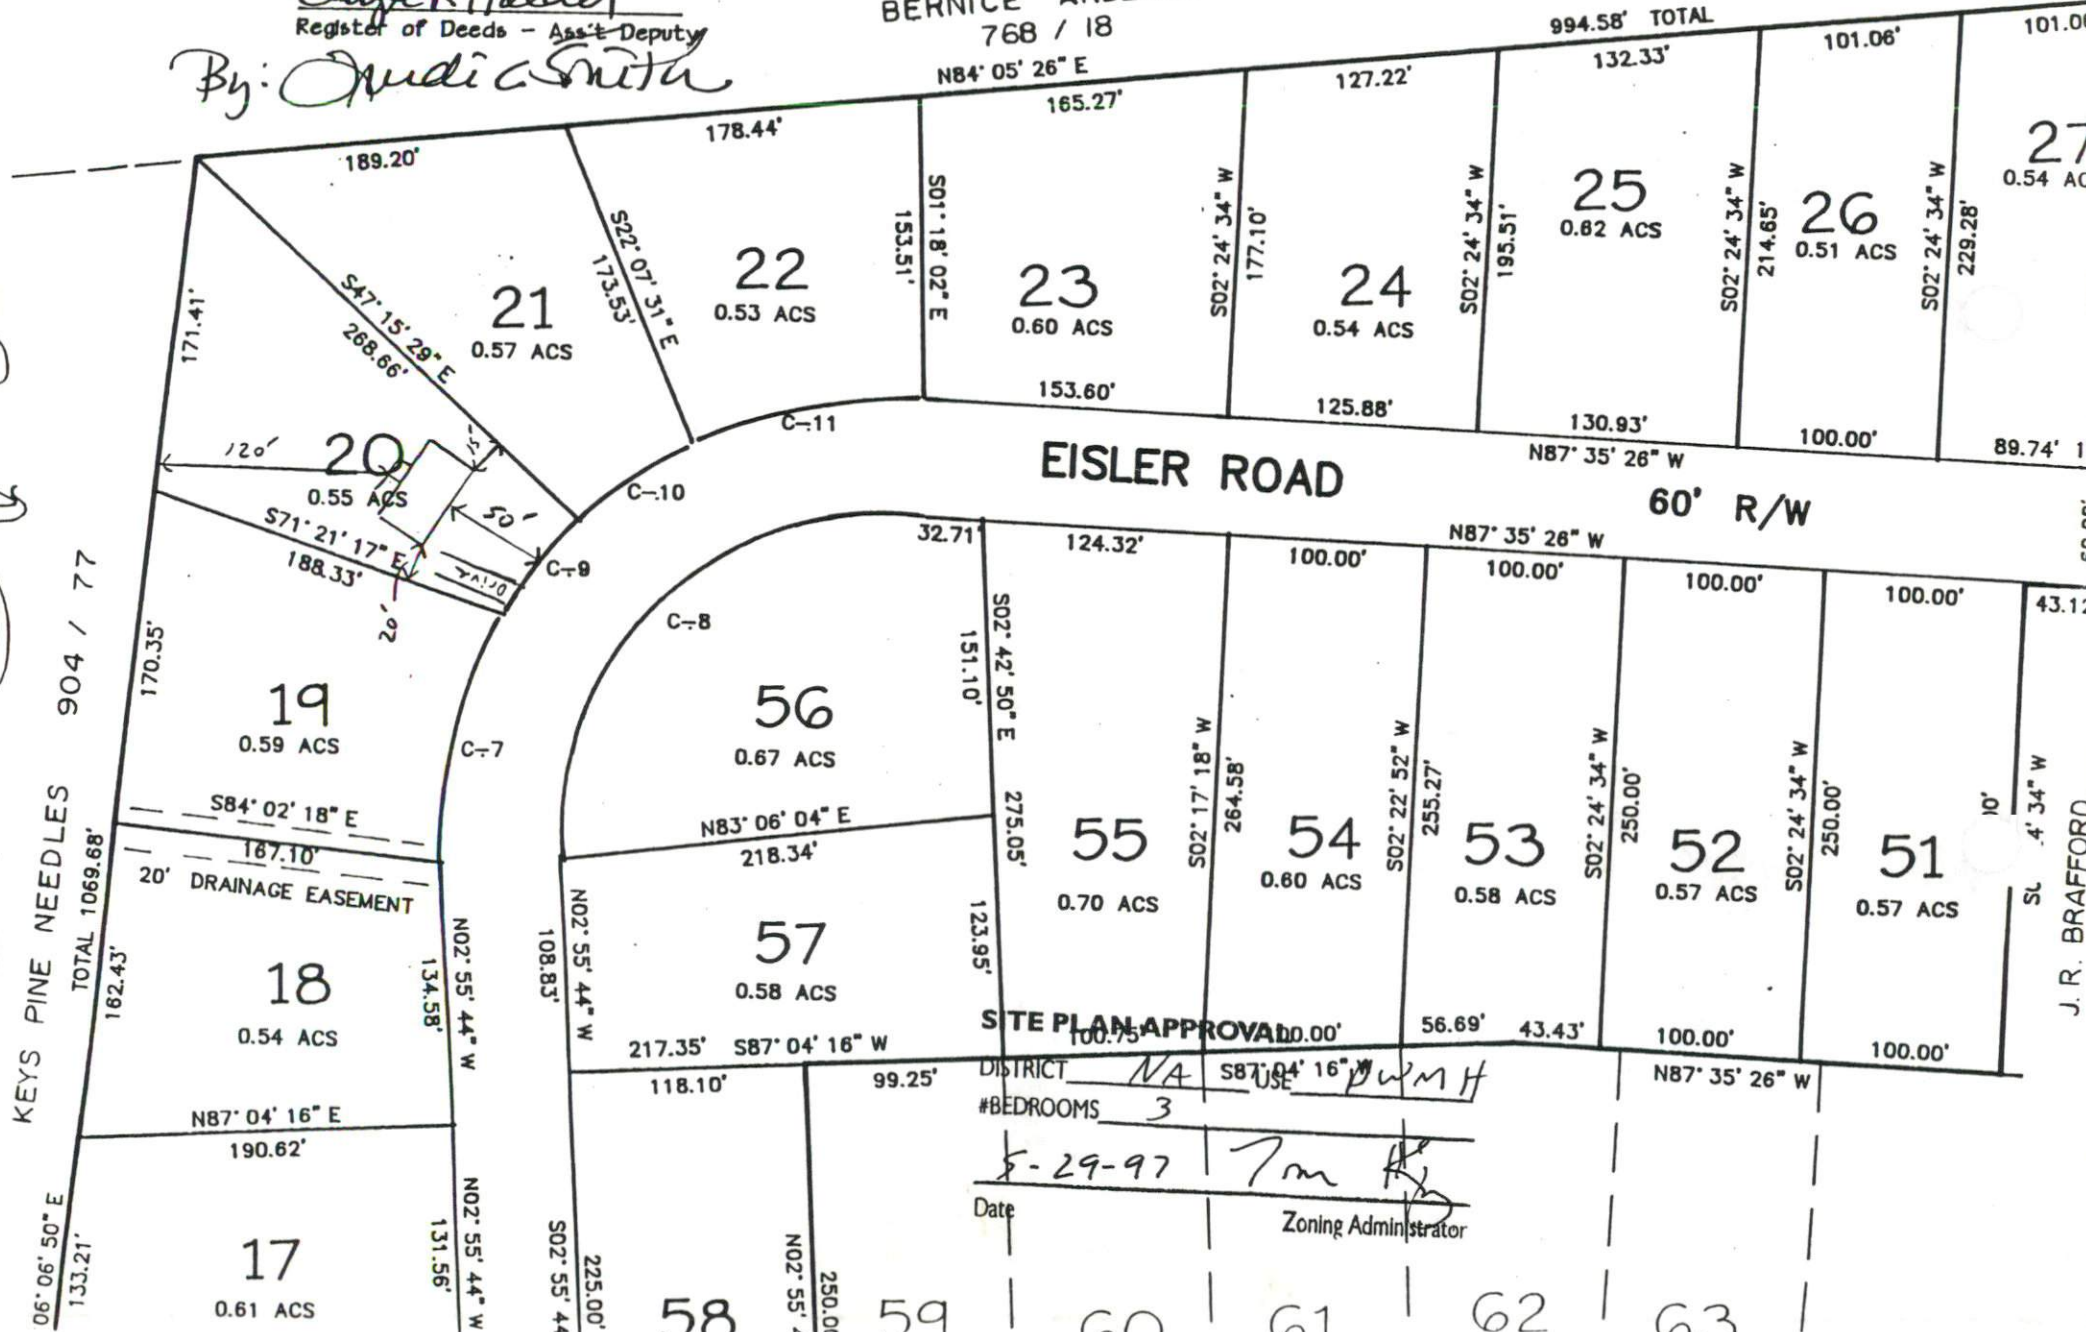 Register of Deeds - Ass't Deputy
By: Judi C Smith
BERNICE
768 / 18
N84° 05' 26" E
994.58' TOTAL
189.20'
178.44'
165.27'
127.22'
132.33'
101.06'
171.41'
S47° 15' 29" E
268.66'
21
0.57 ACS
S22° 07' 31" E
173.53'
22
0.53 ACS
S01° 18' 02" E
153.51'
23
0.60 ACS
S02° 24' 34" W
177.10'
24
0.54 ACS
S02° 24' 34" W
195.51'
25
0.62 ACS
S02° 24' 34" W
214.65'
26
0.51 ACS
S02° 24' 34" W
229.28'
27
0.54
153.60'
125.88'
130.93'
100.00'
89.74'
N87° 35' 26" W
C-11
C-10
C-9
C-8
C-7
EISLER ROAD
60' R/W
120'
20
0.55 ACS
15'
50'
Drive
20'
S71° 21' 17" E
188.33'
170.35'
19
0.59 ACS
S84° 02' 18" E
167.10'
20' DRAINAGE EASEMENT
KEYS PINE NEEDLES 904 / 77
TOTAL 1069.68'
162.43'
18
0.54 ACS
N02° 55' 44" W
134.58'
N87° 04' 16" E
190.62'
06° 06' 50" E
133.21'
17
0.61 ACS
N02° 55' 44" W
131.56'
32.71'
124.32'
100.00'
N87° 35' 26" W
100.00'
100.00'
100.00'
56
0.67 ACS
151.10'
S02° 42' 50" E
275.05'
N83° 06' 04" E
218.34'
57
0.58 ACS
N02° 55' 44" W
108.83'
123.95'
55
0.70 ACS
S02° 17' 18" W
264.58'
54
0.60 ACS
S02° 22' 52" W
255.27'
53
0.58 ACS
S02° 24' 34" W
250.00'
52
0.57 ACS
S02° 24' 34" W
250.00'
51
0.57 ACS
4' 34" W
J. R. BRAFFORD
217.35' S87° 04' 16" W
118.10'
99.25'
100.75'
S87° 04' 16" W
56.69'
43.43'
100.00'
100.00'
N87° 35' 26" W
SITE PLAN APPROVAL
DISTRICT NA USE DWMH
#BEDROOMS 3
5-29-97
Date
Zoning Administrator
S02° 55' 44
225.00'
N02° 55'
58
59
60
61
62
63